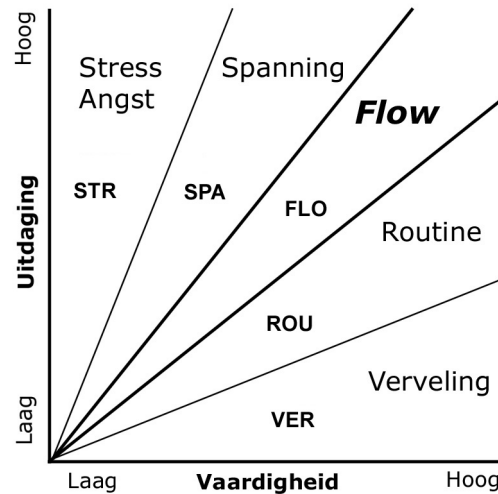 Hoog
Stress
Angst
Spanning
Flow
STR
SPA
FLO
Uitdaging
Routine
ROU
Verveling
VER
Laag
Laag
Vaardigheid
Hoog